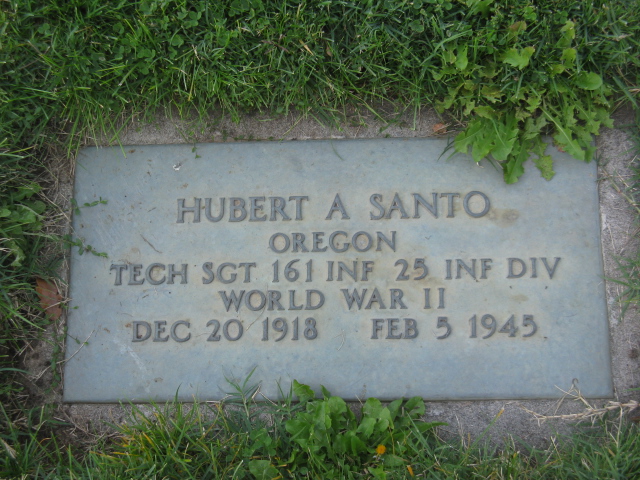 HUBERT A SANTO
OREGON
TECH SGT 161 INF 25 INF DIV
WORLD WAR II
DEC 20 1918 FEB 5 1945